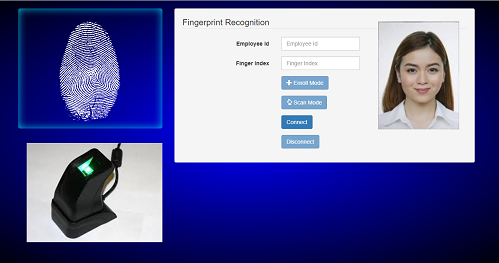 Fingerprint Recognition
Employee Id
Employee Id
Finger Index
Finger Index
Enroll Mode
Scan Mode
Connect
Disconnect